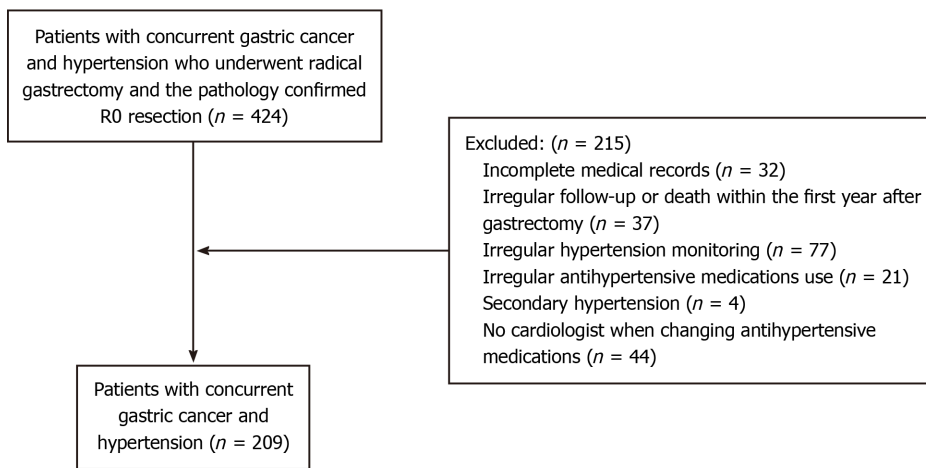 Patients with concurrent gastric cancer
and hypertension who underwent radical
gastrectomy and the pathology confirmed
R0 resection (n = 424)
Excluded: (n = 215)
Incomplete medical records (n = 32)
Irregular follow-up or death within the first year after
gastrectomy (n = 37)
Irregular hypertension monitoring (n = 77)
Irregular antihypertensive medications use (n = 21)
Secondary hypertension (n = 4)
No cardiologist when changing antihypertensive
medications (n = 44)
Patients with concurrent
gastric cancer and
hypertension (n = 209)